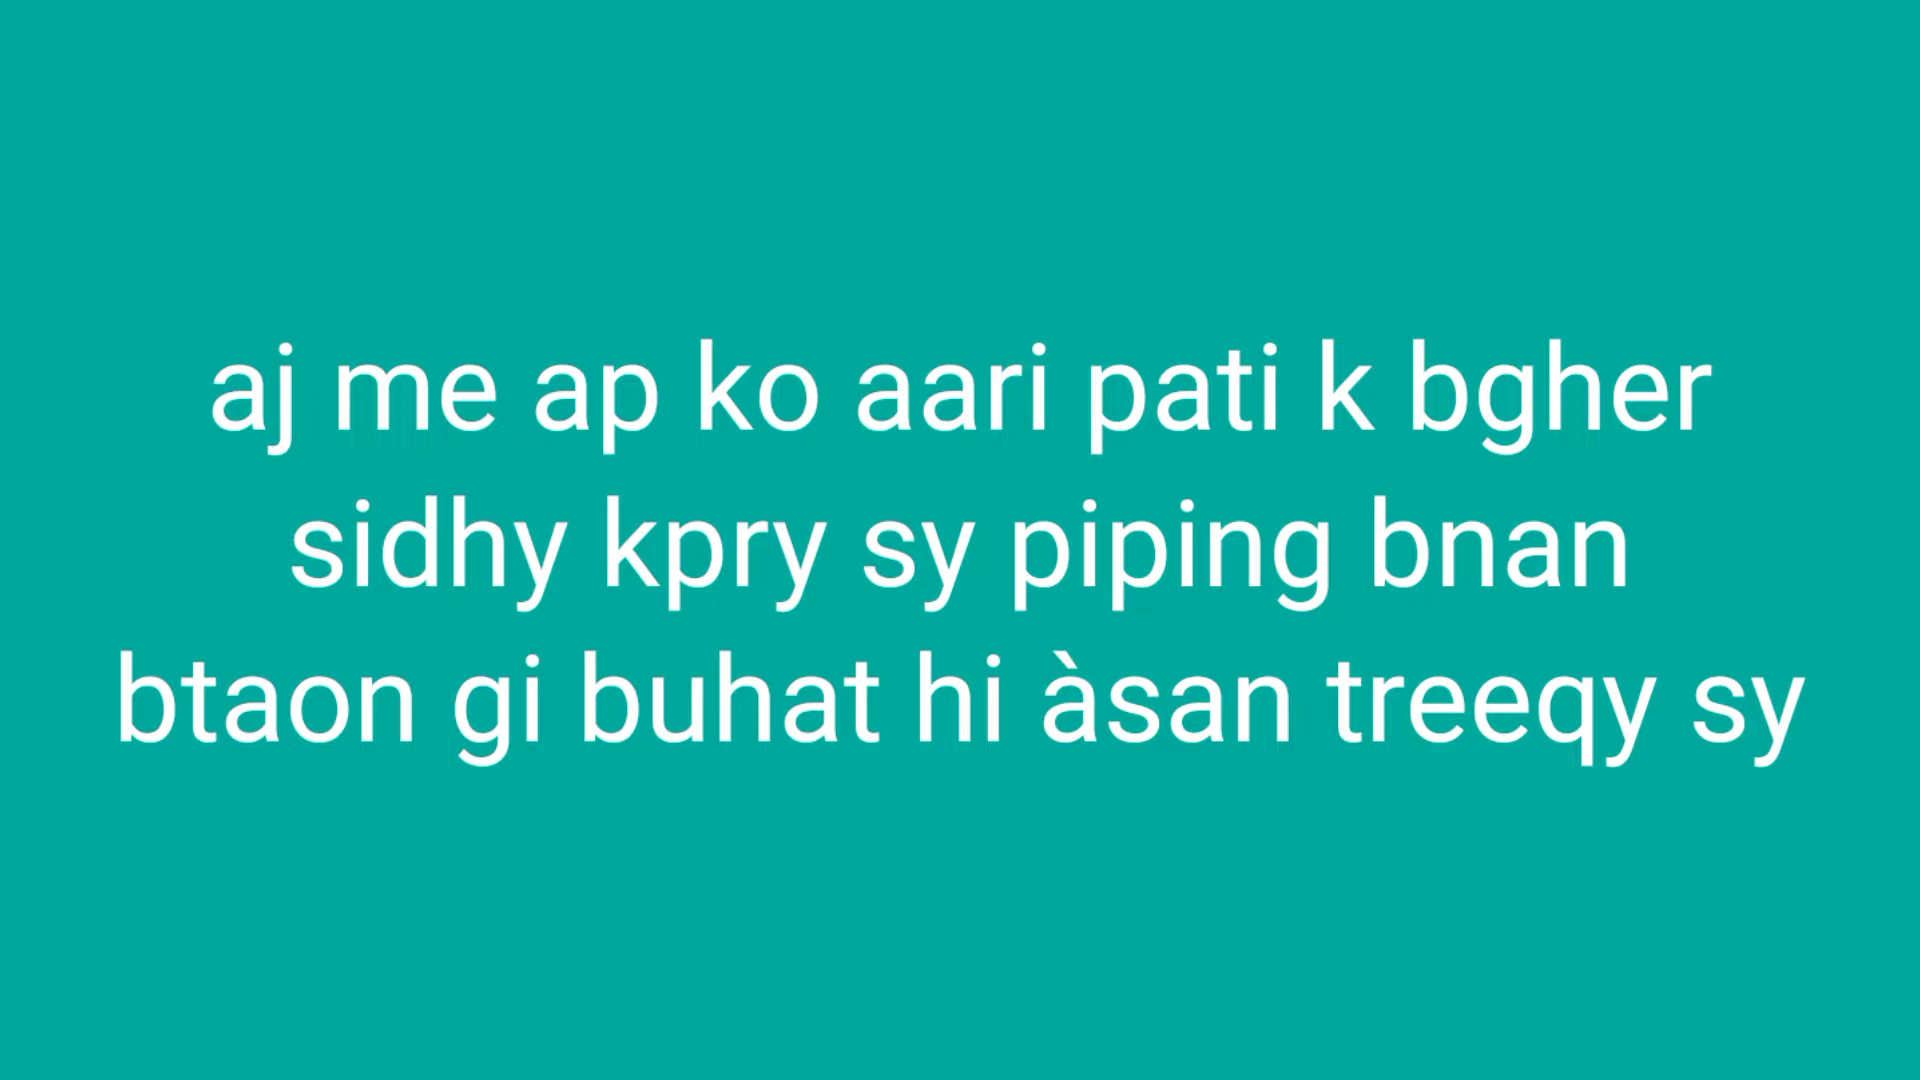 aj me ap ko aari pati k bgher
sidhy kpry sy piping bnan
btaon gi buhat hi àsan treeqy sy